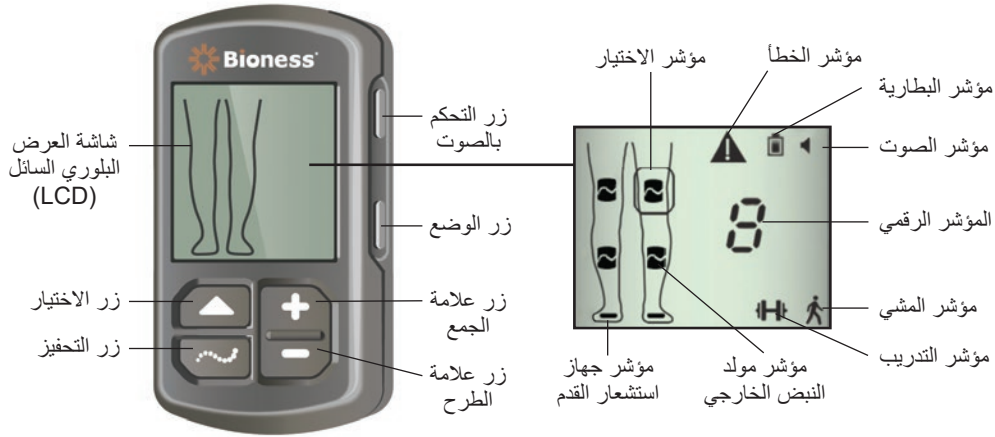 Bioness
شاشة العرض
البلوري السائل
(LCD)
زر الاختيار
زر التحفيز
زر التحكم
بالصوت
زر الوضع
زر علامة
الجمع
زر علامة
الطرح
مؤشر الاختيار
مؤشر الخطأ
مؤشر البطارية
مؤشر الصوت
المؤشر الرقمي
8
مؤشر المشي
مؤشر التدريب
مؤشر مولد
النبض الخارجي
مؤشر جهاز
استشعار القدم